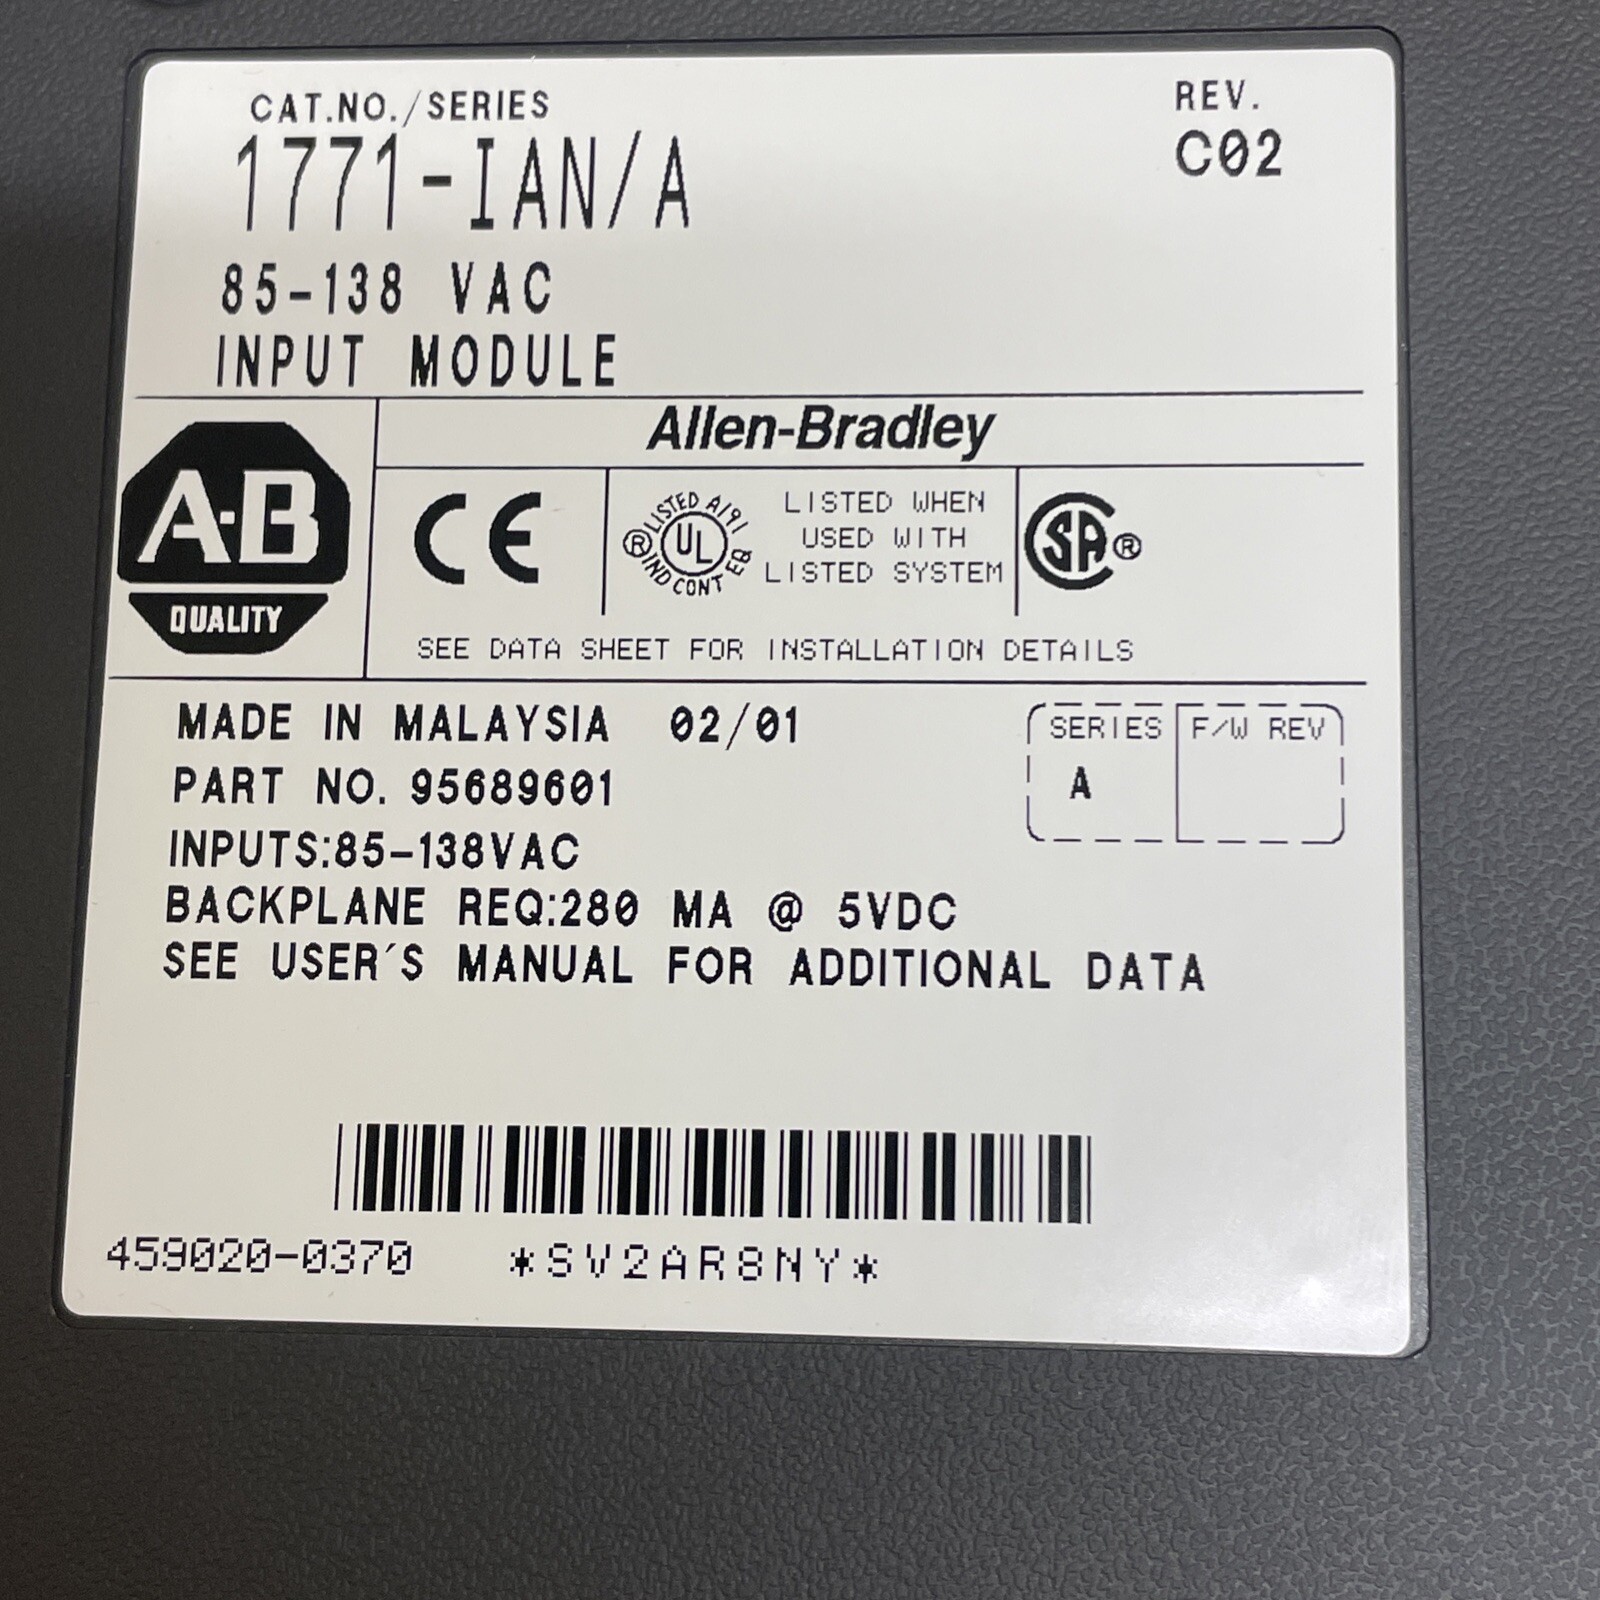 CAT.NO./SERIES
1771-IAN/A
REV.
C02
85-138 VAC
INPUT MODULE
A-B
QUALITY
Allen-Bradley
CE
® LISTED A191 UL IND CONT EQ
LISTED WHEN
USED WITH
LISTED SYSTEM
SA®
SEE DATA SHEET FOR INSTALLATION DETAILS
MADE IN MALAYSIA 02/01
PART NO. 95689601
SERIES F/W REV
A
INPUTS:85-138VAC
BACKPLANE REQ:280 MA @ 5VDC
SEE USER'S MANUAL FOR ADDITIONAL DATA
459020-0370 *SV2AR8NY*